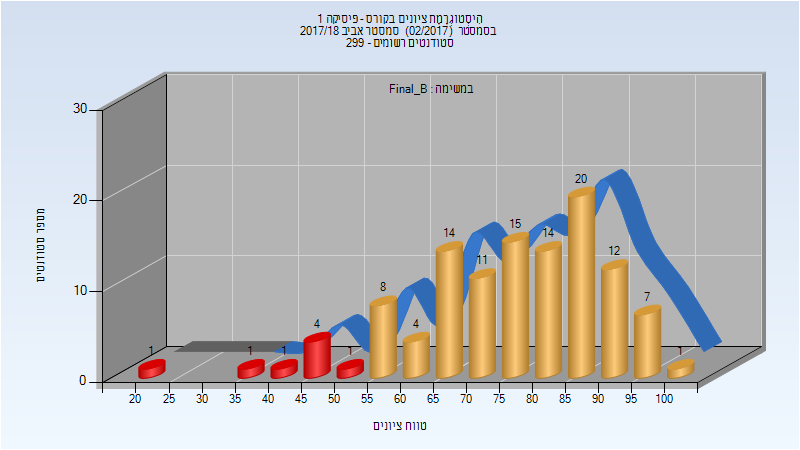 היסטוגרמת ציונים בקורס - פיסיקה 1
בסמסטר (02/2017) סמסטר אביב 2017/18
סטודנטים רשומים - 299
במשימה : Final_B
מספר סטודנטים
30
20
10
0
1
1
1
4
1
8
4
14
11
15
14
20
12
7
1
20 25 30 35 40 45 50 55 60 65 70 75 80 85 90 95 100
טווח ציונים